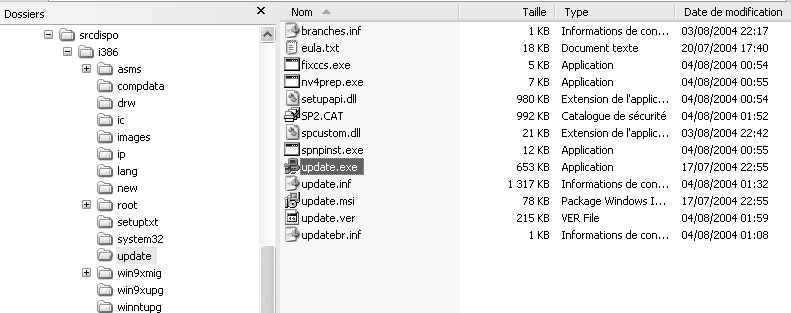 Dossiers
srcdispo
i386
asms
compdata
drw
ic
images
ip
lang
new
root
setuptxt
system32
update
win9xmig
win9xupg
winntupg
Nom Taille Type Date de modification
branches.inf 1 KB Informations de con... 03/08/2004 22:17
eula.txt 18 KB Document texte 20/07/2004 17:40
fixccs.exe 5 KB Application 04/08/2004 00:54
nv4prep.exe 7 KB Application 04/08/2004 00:55
setupapi.dll 980 KB Extension de l'applic... 04/08/2004 00:54
SP2.CAT 992 KB Catalogue de sécurité 04/08/2004 01:52
spcustom.dll 21 KB Extension de l'applic... 03/08/2004 22:42
spnpinst.exe 12 KB Application 04/08/2004 00:55
update.exe 653 KB Application 17/07/2004 22:55
update.inf 1 317 KB Informations de con... 04/08/2004 01:32
update.msi 78 KB Package Windows I... 17/07/2004 22:55
update.ver 215 KB VER File 04/08/2004 01:59
updatebr.inf 1 KB Informations de con... 04/08/2004 01:08